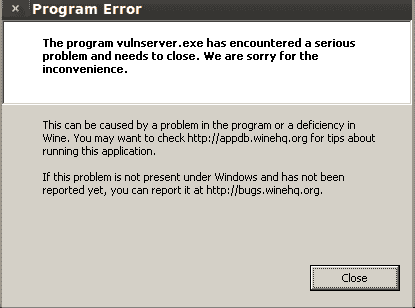 × Program Error
The program vulnserver.exe has encountered a serious
problem and needs to close. We are sorry for the
inconvenience.
This can be caused by a problem in the program or a deficiency in
Wine. You may want to check http://appdb.winehq.org for tips about
running this application.
If this problem is not present under Windows and has not been
reported yet, you can report it at http://bugs.winehq.org.
Close